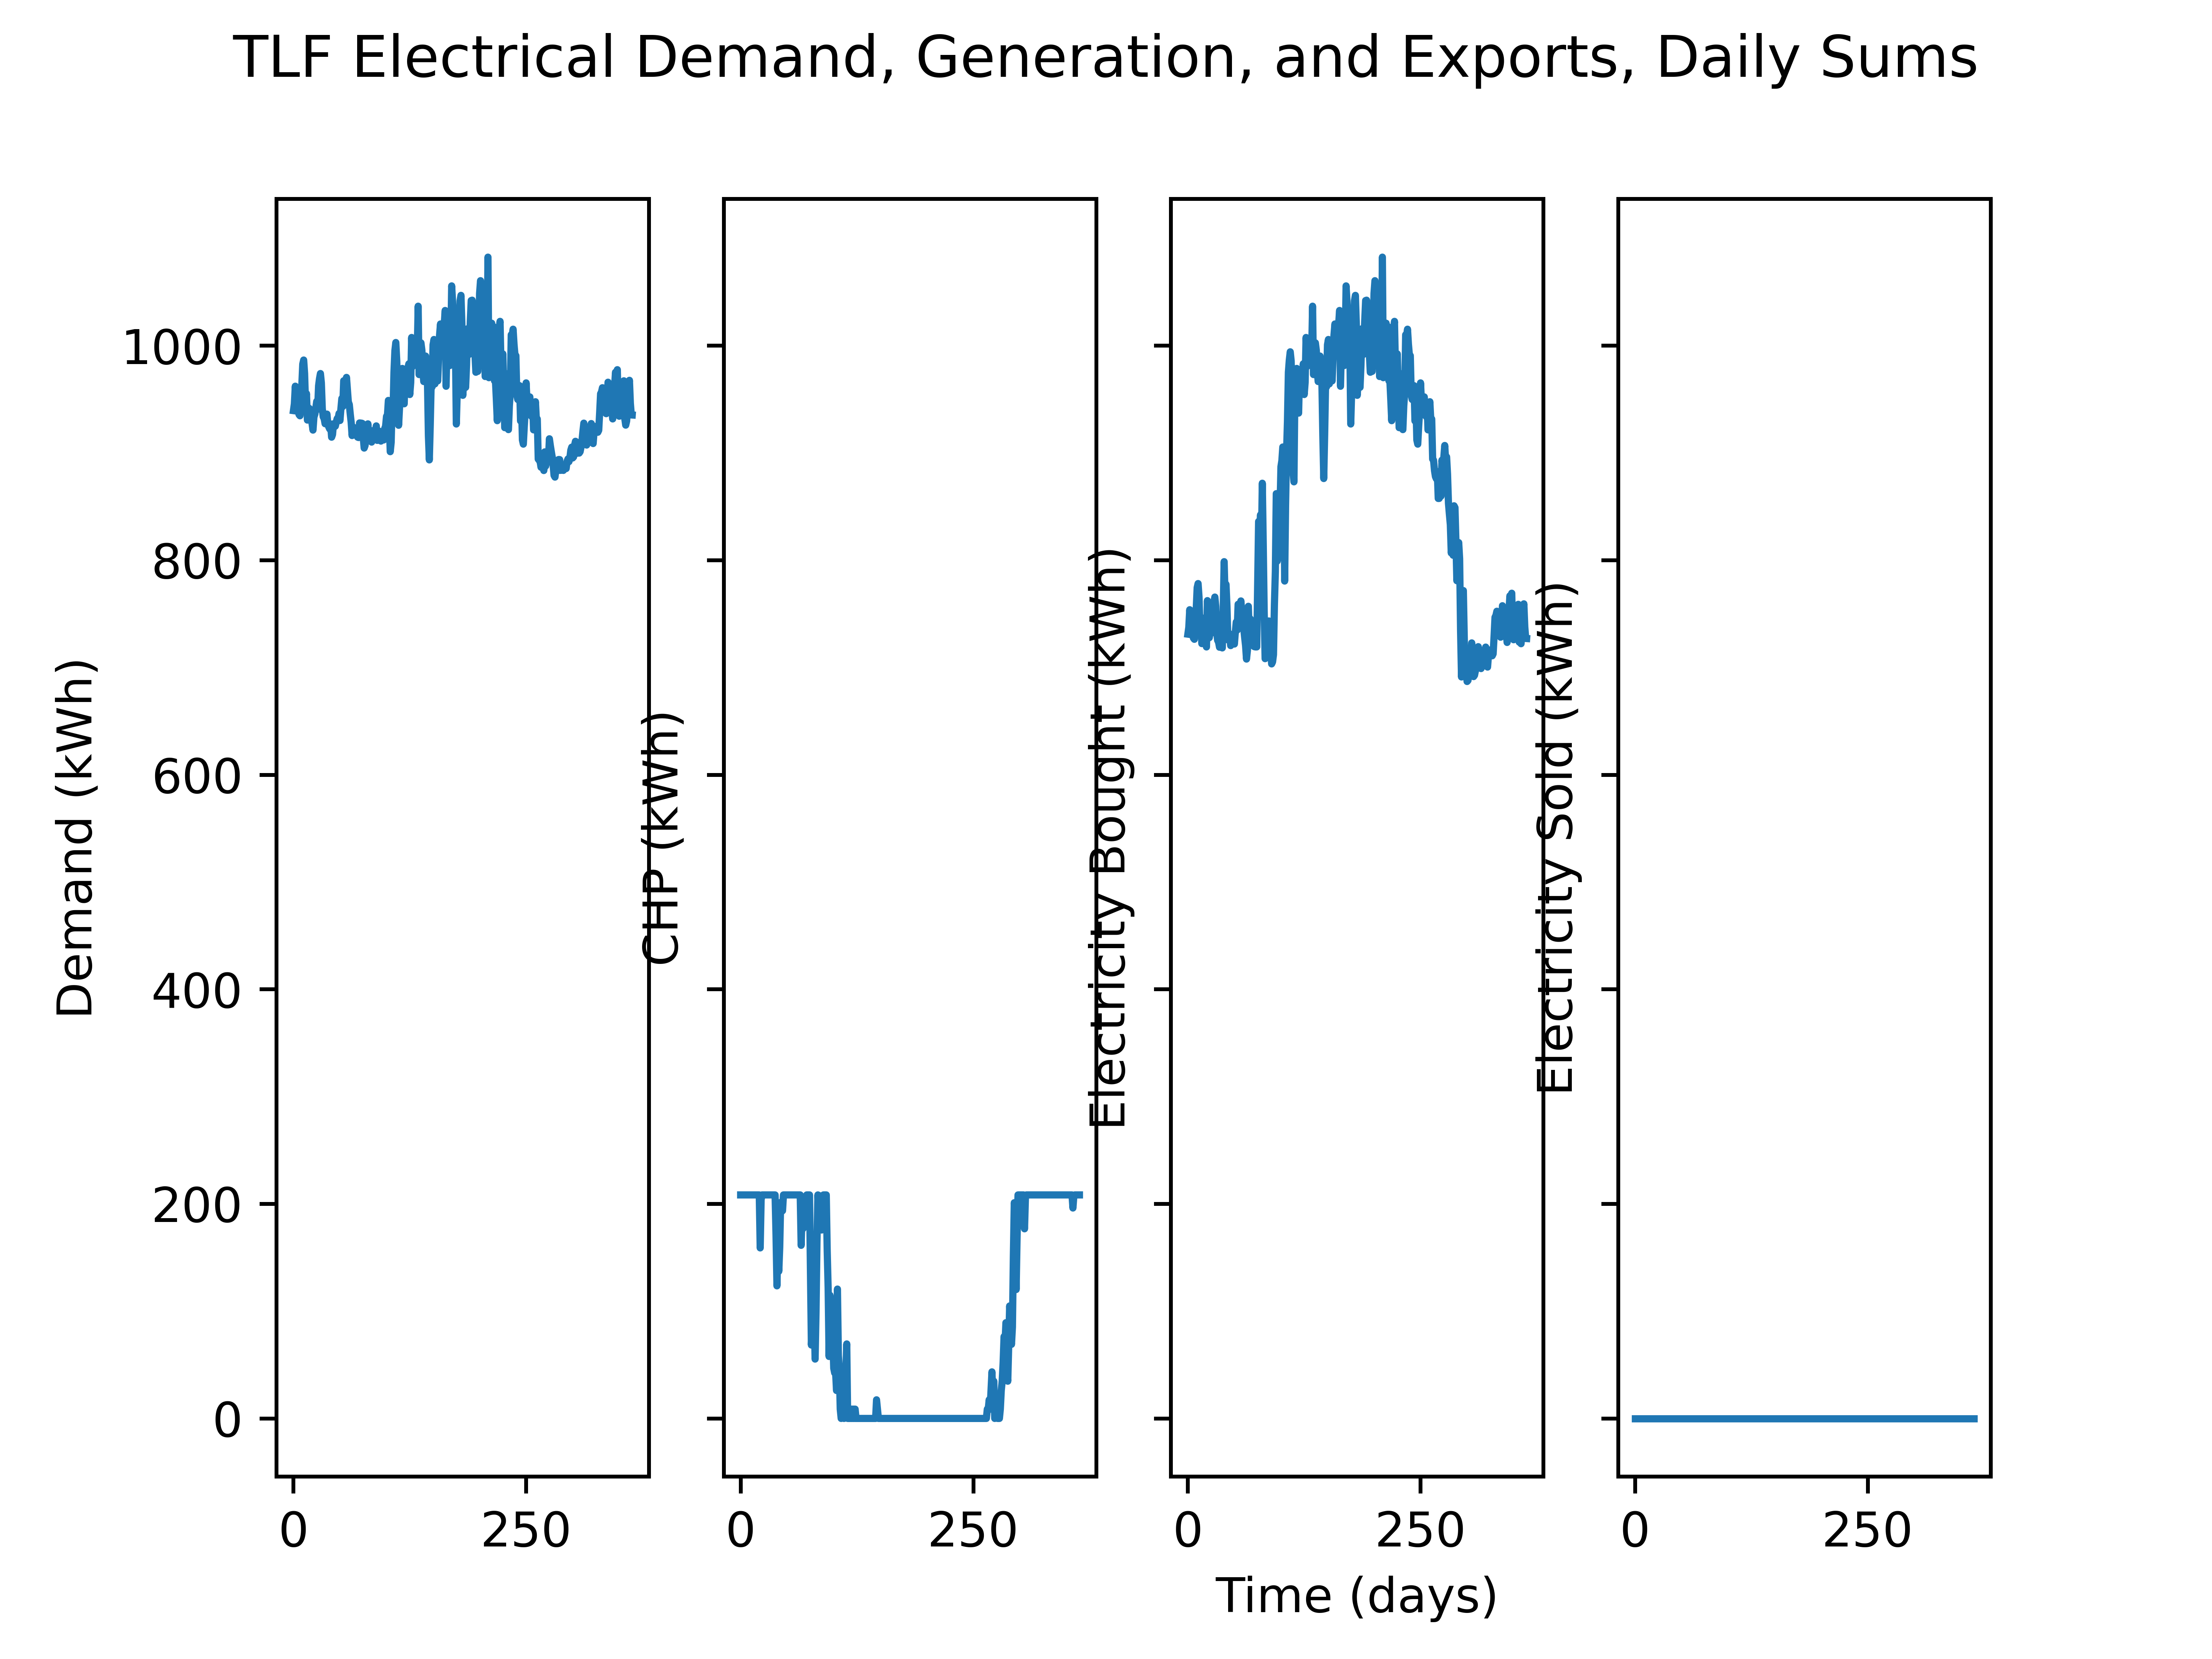 TLF Electrical Demand, Generation, and Exports, Daily Sums
Demand (kWh)
1000
800
600
400
200
0
0 250
CHP (kWh)
0 250
Electricity Bought (kWh)
0 250
Electricity Sold (kWh)
0 250
Time (days)